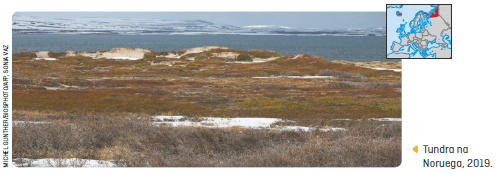 MICHEL GUNTHER/BIOSPHOTO/AFP; SONIA VAZ
Tundra na
Noruega, 2019.